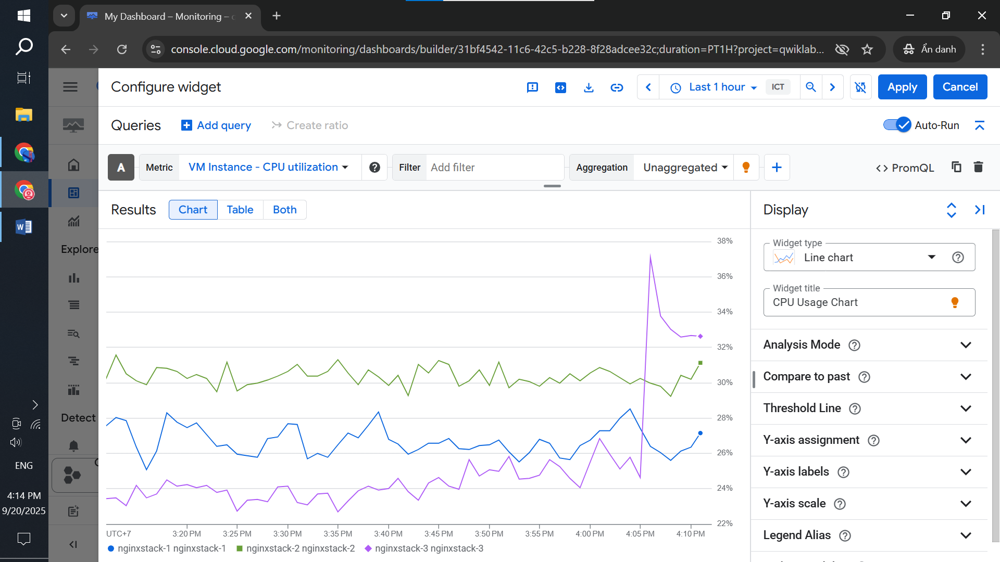 My Dashboard – Monitoring –
console.cloud.google.com/monitoring/dashboards/builder/31bf4542-11c6-42c5-b228-8f28adcee32c;duration=PT1H?project=qwiklab...
Ẩn danh
Configure widget
Last 1 hour
ICT
Apply
Cancel
Queries
Add query
Create ratio
Auto-Run
A
Metric
VM Instance - CPU utilization
Filter
Add filter
Aggregation
Unaggregated
PromQL
Results
Chart
Table
Both
Display
Widget type
Line chart
Widget title
CPU Usage Chart
Analysis Mode
Compare to past
Threshold Line
Y-axis assignment
Y-axis labels
Y-axis scale
Legend Alias
38%
36%
34%
32%
30%
28%
26%
24%
22%
UTC+7
3:20 PM
3:25 PM
3:30 PM
3:35 PM
3:40 PM
3:45 PM
3:50 PM
3:55 PM
4:00 PM
4:05 PM
4:10 PM
nginxstack-1 nginxstack-1
nginxstack-2 nginxstack-2
nginxstack-3 nginxstack-3
Explore
Detect
W
ENG
4:14 PM
9/20/2025